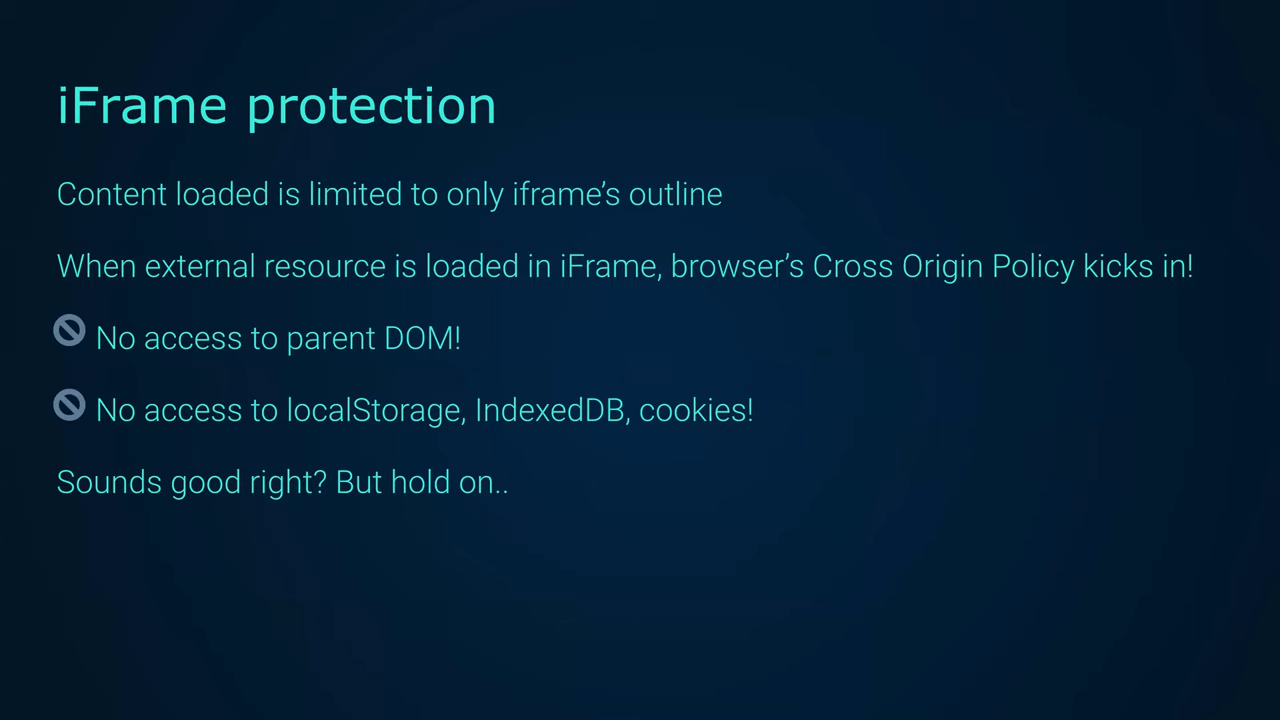 iFrame protection
Content loaded is limited to only iframe’s outline
When external resource is loaded in iFrame, browser’s Cross Origin Policy kicks in!
No access to parent DOM!
No access to localStorage, IndexedDB, cookies!
Sounds good right? But hold on..